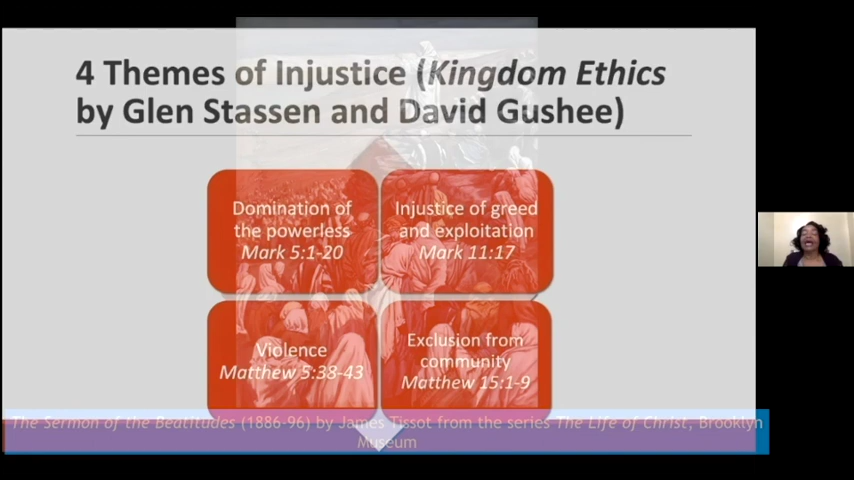 4 Themes of Injustice (Kingdom Ethics
by Glen Stassen and David Gushee)
Domination of
the powerless
Mark 5:1-20
Injustice of greed
and exploitation
Mark 11:17
Violence
Matthew 5:38-43
Exclusion from
community
Matthew 15:1-9
The Sermon of the Beatitudes (1886-96) by James Tissot from the series The Life of Christ, Brooklyn
Museum